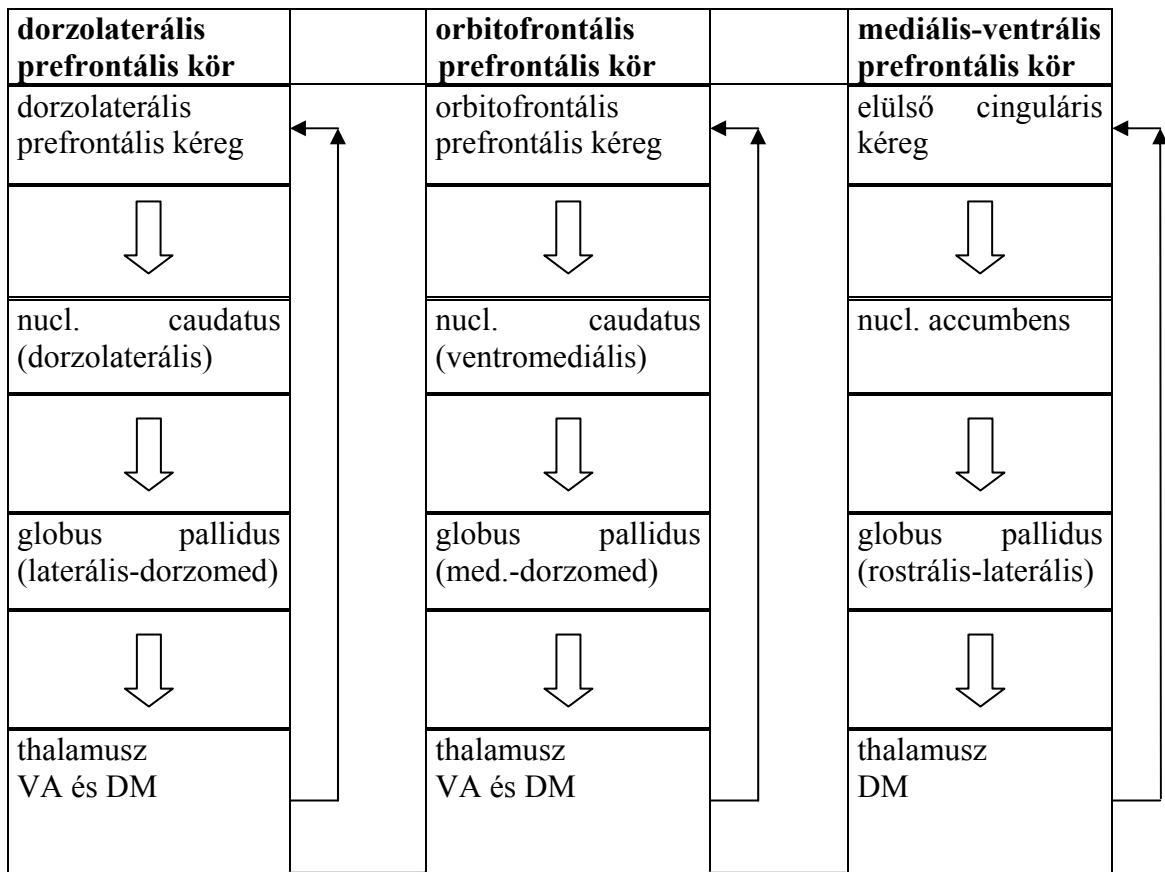 dorzolaterális
prefrontális kör
orbitofrontális
prefrontális kör
mediális-ventrális
prefrontális kör
dorzolaterális
prefrontális kéreg
orbitofrontális
prefrontális kéreg
elülső cinguláris
kéreg
nucl. caudatus
(dorzolaterális)
nucl. caudatus
(ventromediális)
nucl. accumbens
globus pallidus
(laterális-dorzomed)
globus pallidus
(med.-dorzomed)
globus pallidus
(rostrális-laterális)
thalamusz
VA és DM
thalamusz
VA és DM
thalamusz
DM